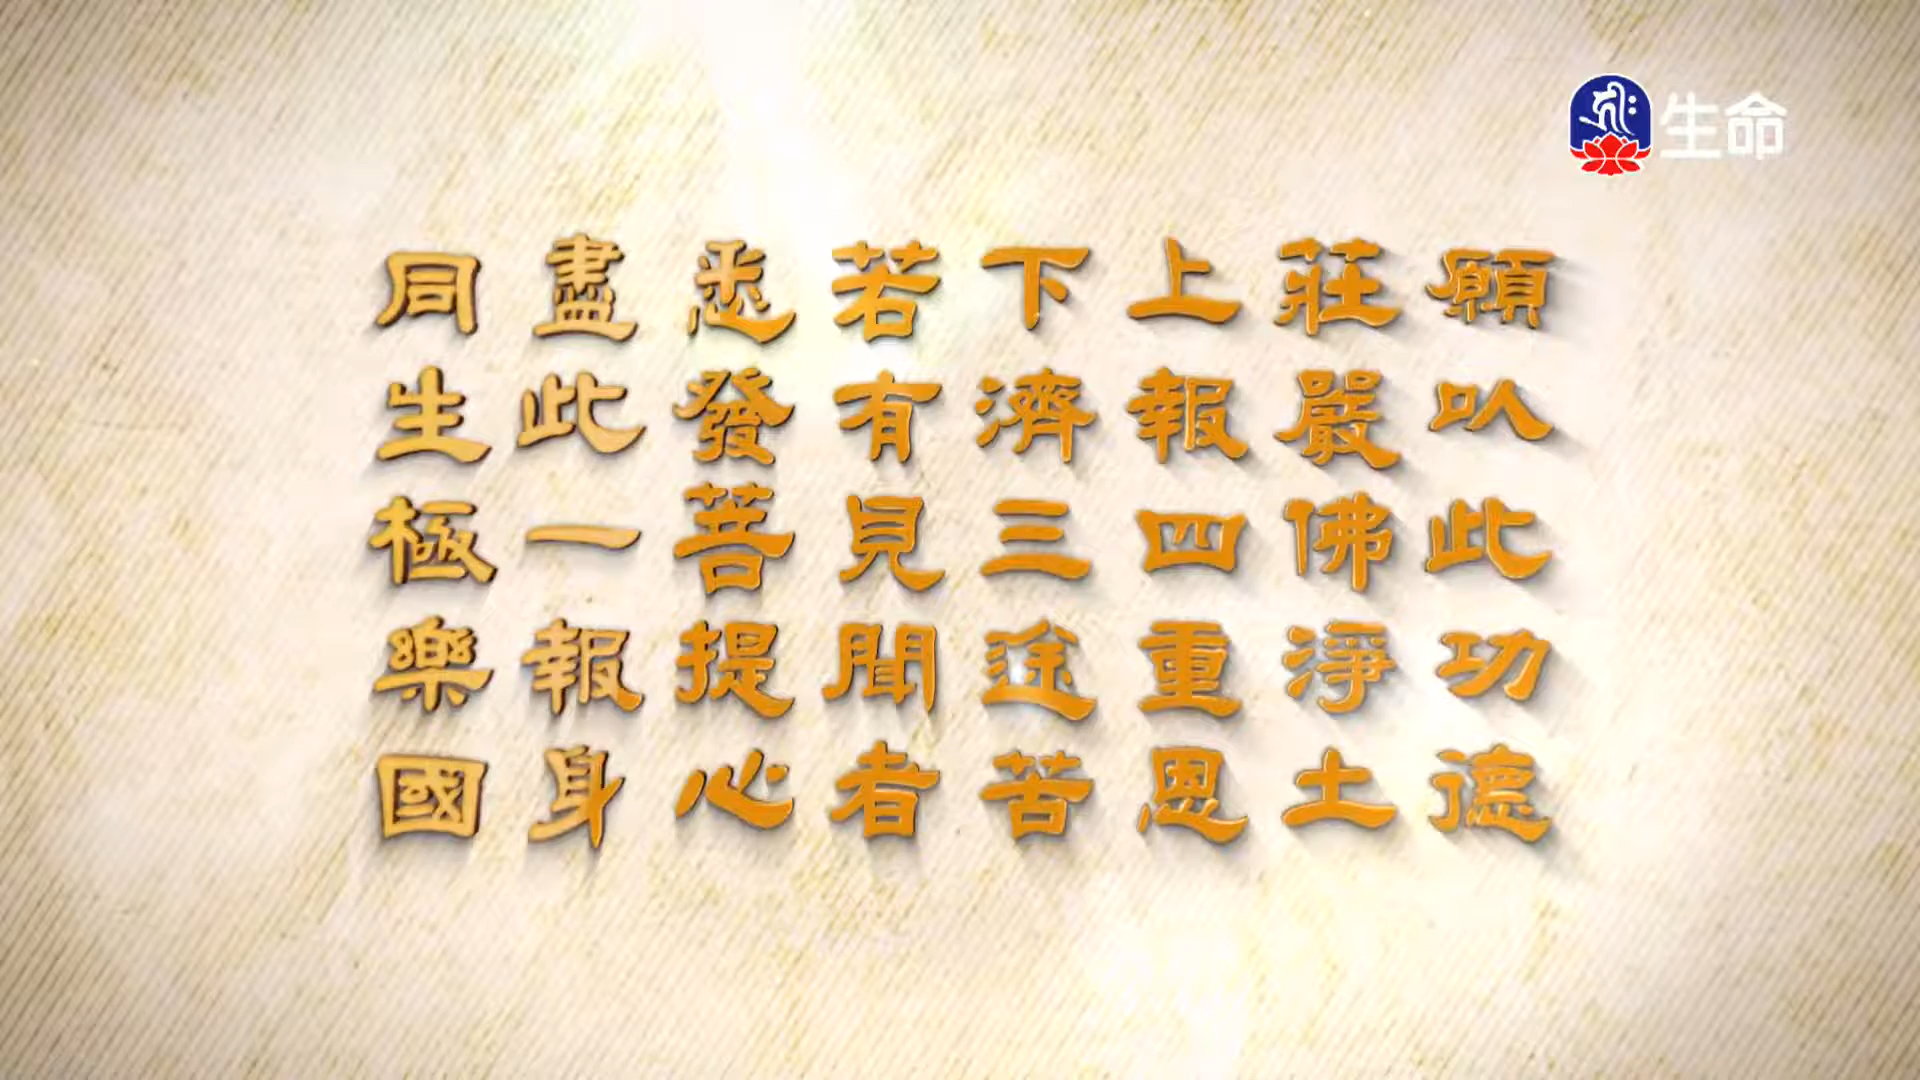 生命
願以此功德
莊嚴佛淨土
上報四重恩
下濟三途苦
若有見聞者
悉發菩提心
盡此一報身
同生極樂國